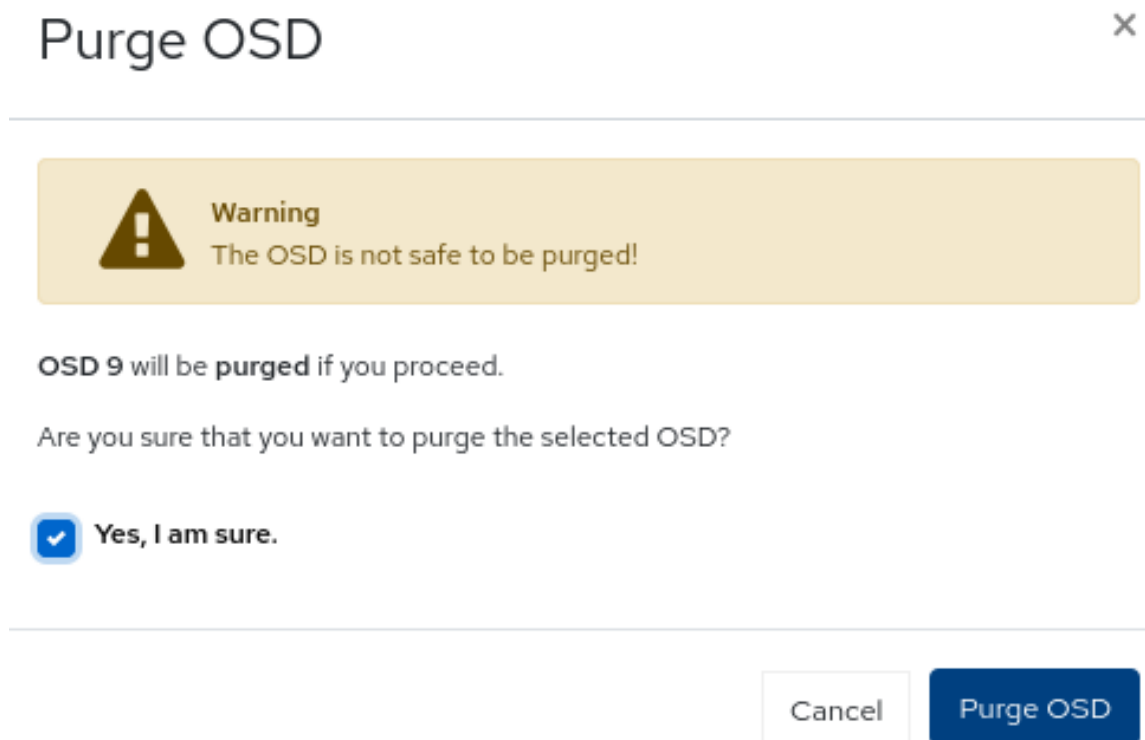 Purge OSD
Warning
The OSD is not safe to be purged!
OSD 9 will be purged if you proceed.
Are you sure that you want to purge the selected OSD?
Yes, I am sure.
Cancel
Purge OSD